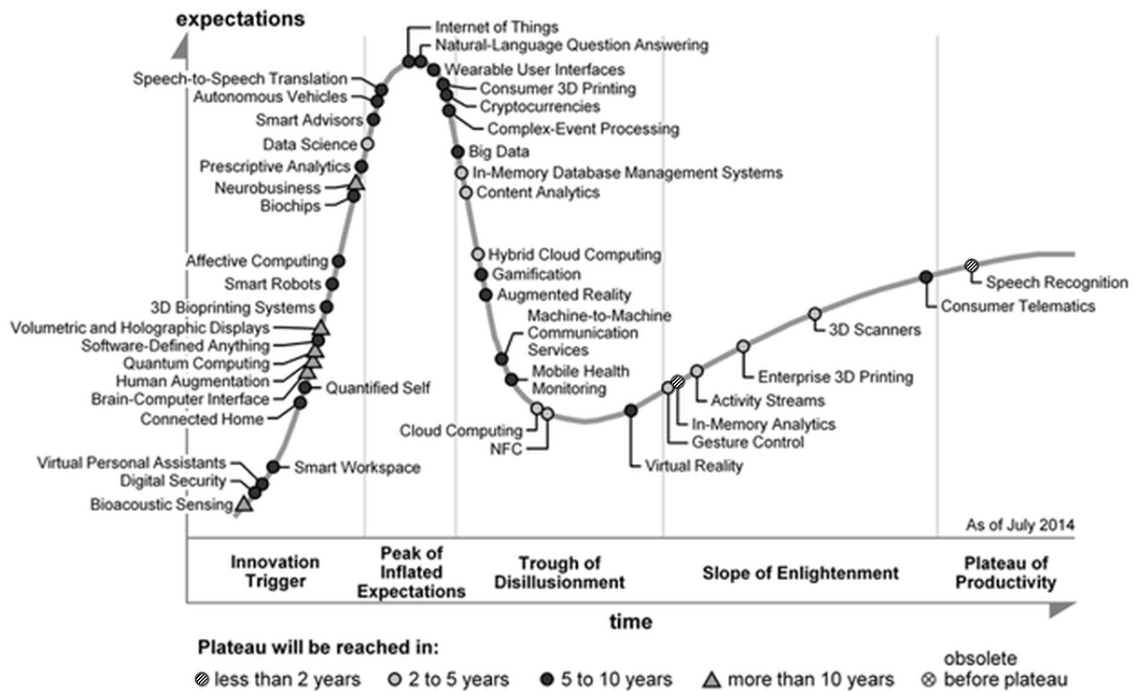 expectations
Internet of Things
Natural-Language Question Answering
Wearable User Interfaces
Consumer 3D Printing
Cryptocurrencies
Complex-Event Processing
Speech-to-Speech Translation
Autonomous Vehicles
Smart Advisors
Data Science
Prescriptive Analytics
Neurobusiness
Biochips
Big Data
In-Memory Database Management Systems
Content Analytics
Affective Computing
Smart Robots
3D Bioprinting Systems
Volumetric and Holographic Displays
Software-Defined Anything
Quantum Computing
Human Augmentation
Brain-Computer Interface
Connected Home
Quantified Self
Hybrid Cloud Computing
Gamification
Augmented Reality
Machine-to-Machine
Communication
Services
Mobile Health
Monitoring
Cloud Computing
NFC
Virtual Personal Assistants
Digital Security
Bioacoustic Sensing
Smart Workspace
Speech Recognition
Consumer Telematics
3D Scanners
Enterprise 3D Printing
Activity Streams
In-Memory Analytics
Gesture Control
Virtual Reality
As of July 2014
Innovation
Trigger
Peak of
Inflated
Expectations
Trough of
Disillusionment
Slope of Enlightenment
Plateau of
Productivity
time
Plateau will be reached in:
less than 2 years
2 to 5 years
5 to 10 years
more than 10 years
obsolete
before plateau